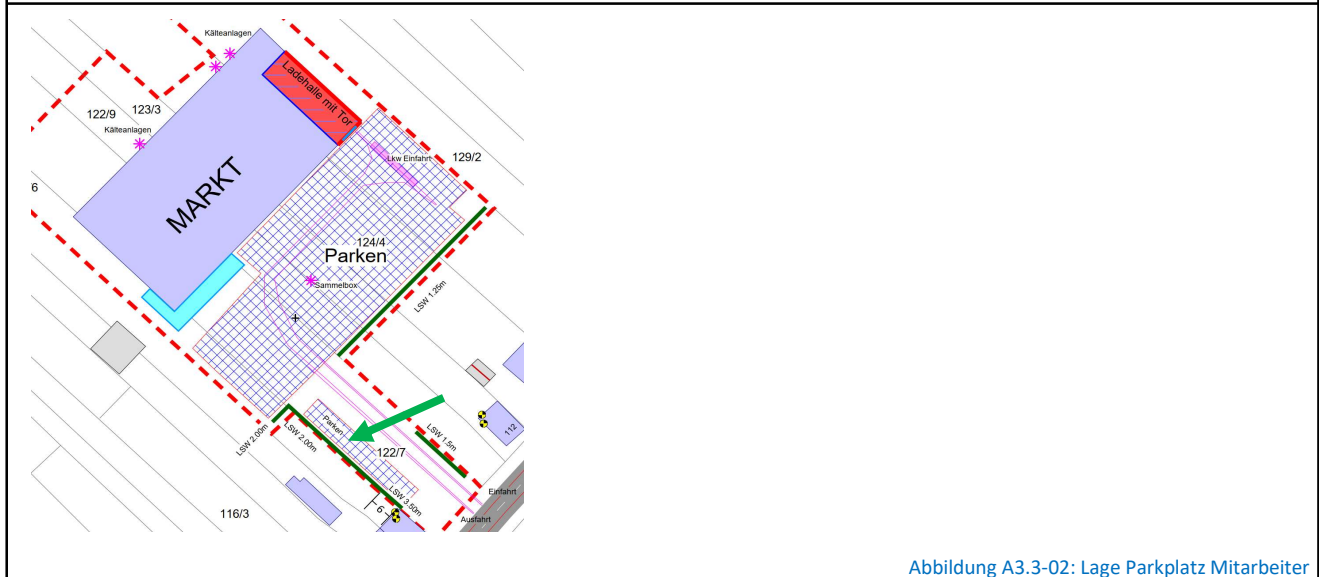 Kälteanlagen
Ladehalle mit Tor
122/9
123/3
Kälteanlagen
Lkw Einfahrt
129/2
6
MARKT
124/4
Parken
Sammelbox
LSW 1.25m
Parken
LSW 2.00m
LSW 2.00m
LSW 1.5m
112
122/7
LSW 3.50m
Einfahrt
6
116/3
Ausfahrt
Abbildung A3.3-02: Lage Parkplatz Mitarbeiter